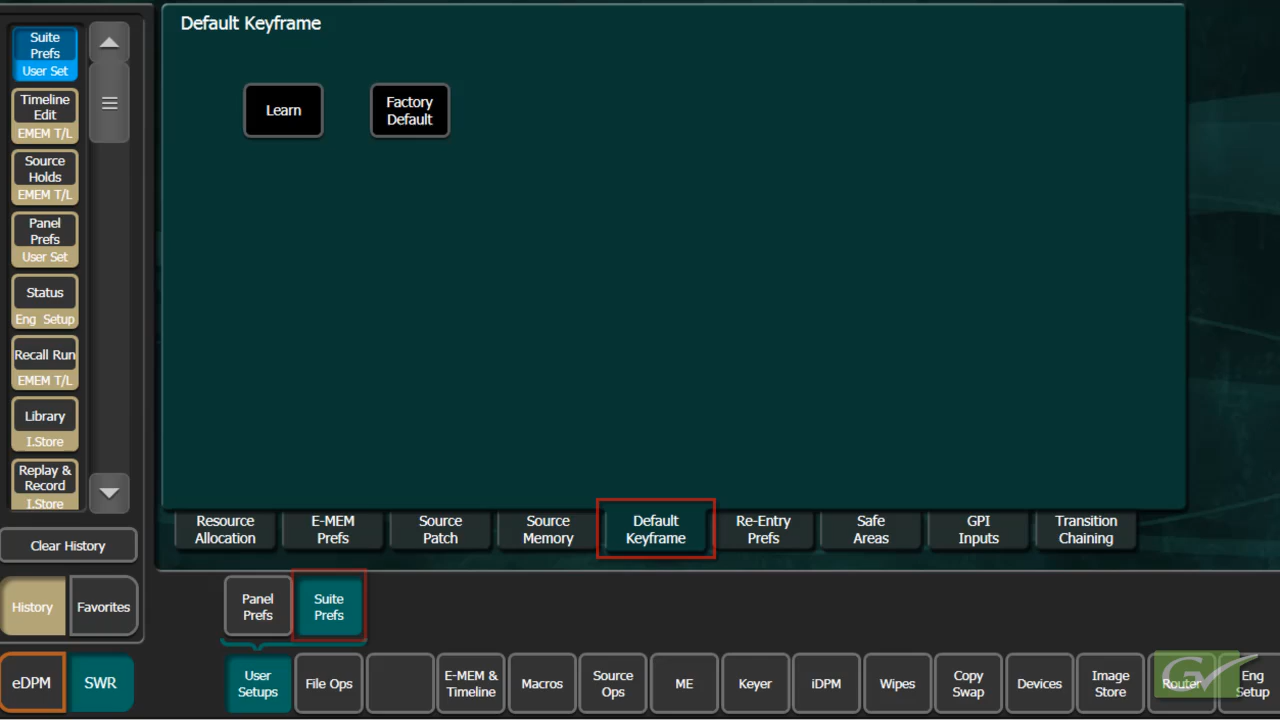 Default Keyframe
Suite
Prefs
User Set
Timeline
Edit
EMEM T/L
Source
Holds
EMEM T/L
Panel
Prefs
User Set
Status
Eng Setup
Recall Run
EMEM T/L
Library
I.Store
Replay &
Record
I.Store
Clear History
History
Favorites
eDPM
SWR
Learn
Factory
Default
Resource
Allocation
E-MEM
Prefs
Source
Patch
Source
Memory
Default
Keyframe
Re-Entry
Prefs
Safe
Areas
GPI
Inputs
Transition
Chaining
Panel
Prefs
Suite
Prefs
User
Setups
File Ops
E-MEM &
Timeline
Macros
Source
Ops
ME
Keyer
iDPM
Wipes
Copy
Swap
Devices
Image
Store
Router
Eng
Setup
GV